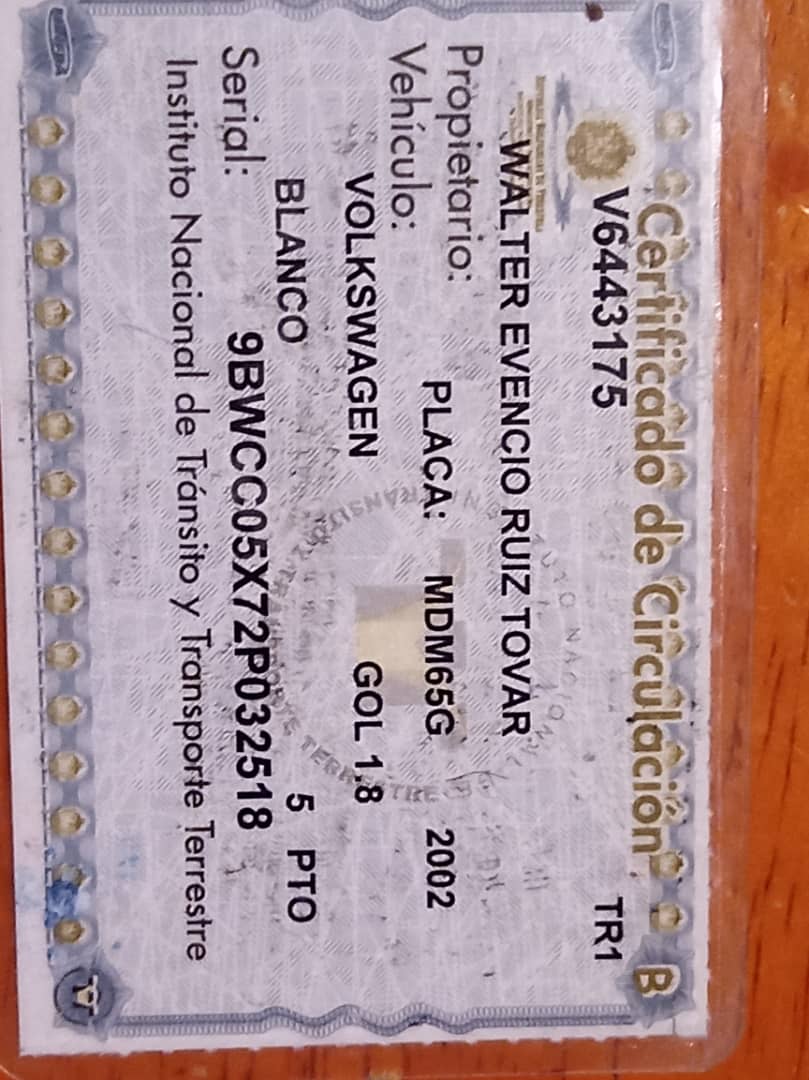 Certificado de Circulación B
V6443175 TR1
WALTER EVENCIO RUIZ TOVAR
Propietario: PLACA: MDM65G 2002
Vehículo: VOLKSWAGEN GOL 1,8
BLANCO 5 PTO
Serial: 9BWCC05X72P032518
Instituto Nacional de Tránsito y Transporte Terrestre